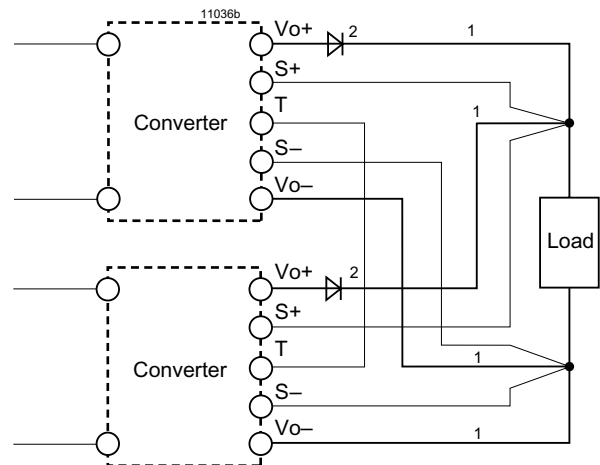 11036b
Vo+
2
1
S+
T
1
Converter
S–
Vo–
Load
Vo+
2
S+
T
1
Converter
S–
Vo–
1